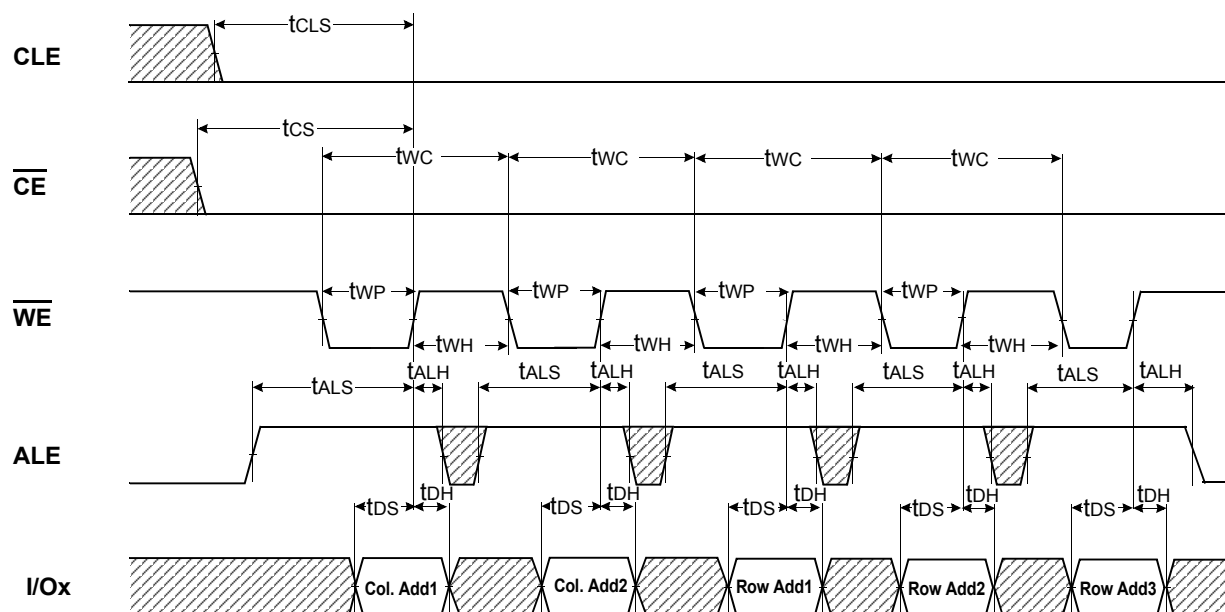 tCLS
CLE
tCS
tWC tWC tWC tWC
CE
tWP tWP tWP tWP
WE
tWH tWH tWH tWH
tALS tALH tALS tALH tALS tALH tALS tALH tALS tALH
ALE
tDS tDH tDS tDH tDS tDH tDS tDH tDS tDH
I/Ox Col. Add1 Col. Add2 Row Add1 Row Add2 Row Add3